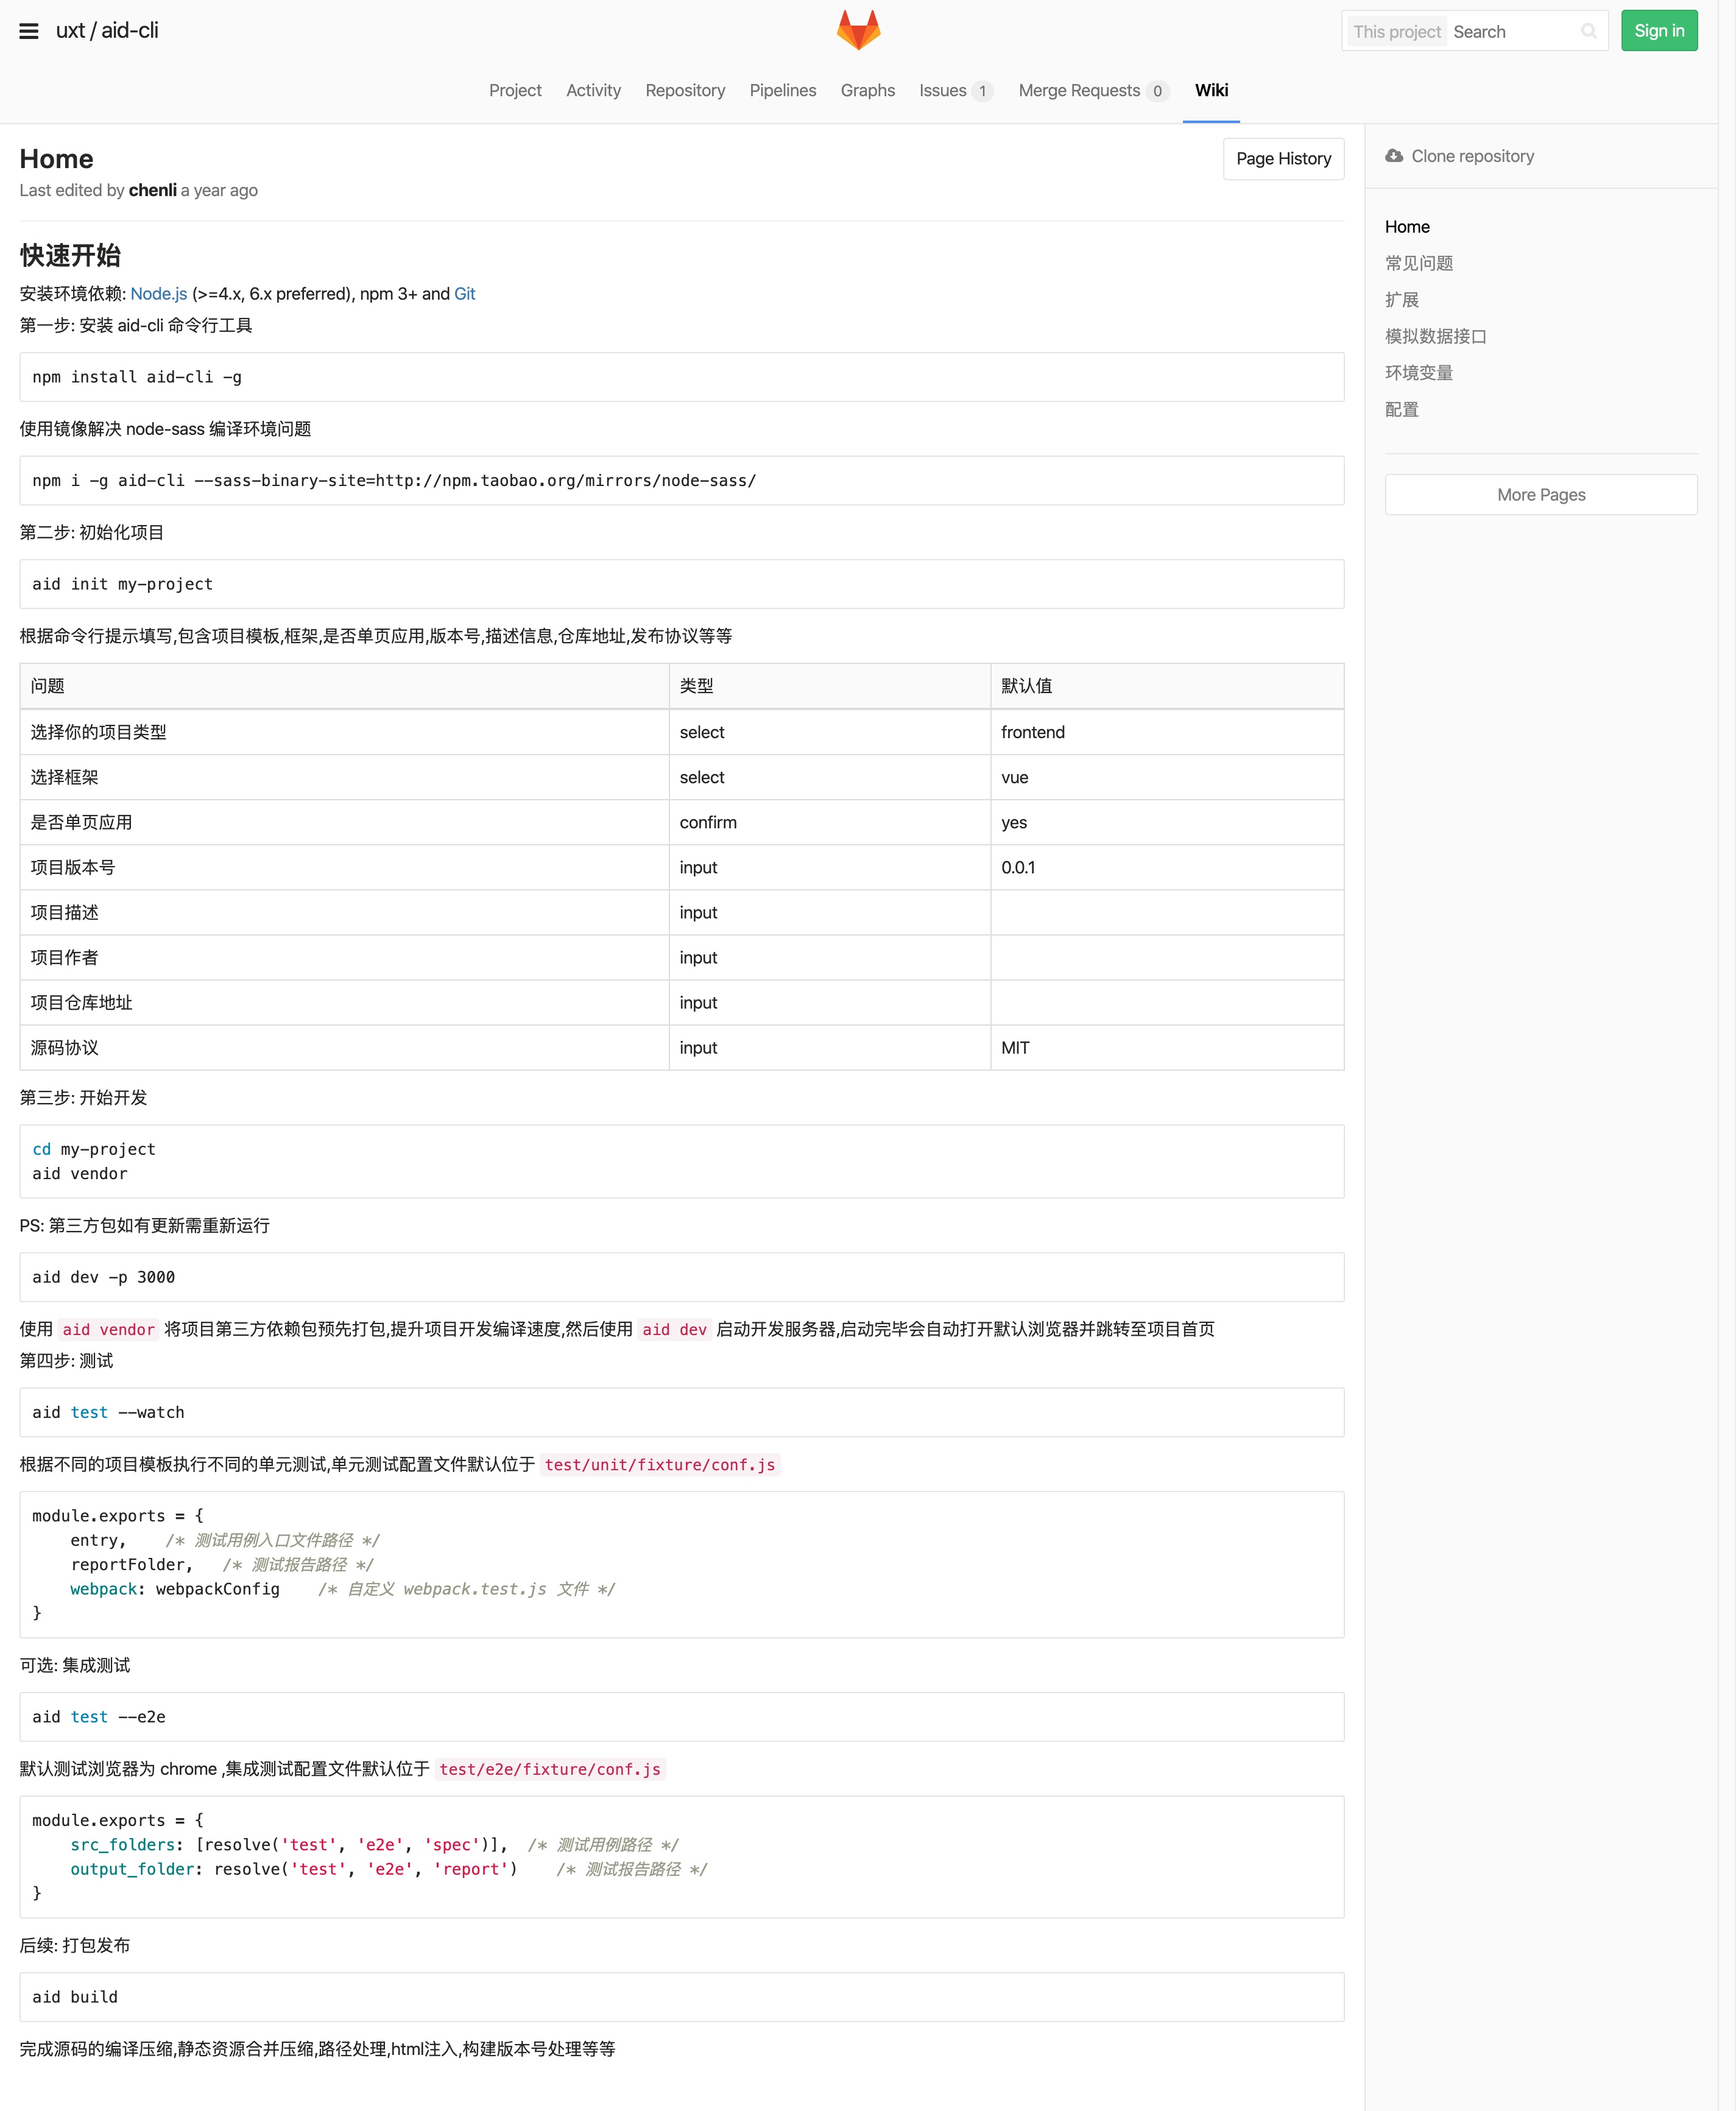 uxt / aid-cli
This project Search
Sign in
Project Activity Repository Pipelines Graphs Issues 1 Merge Requests 0 Wiki
Home
Page History
Last edited by chenli a year ago
快速开始
安装环境依赖: Node.js (>=4.x, 6.x preferred), npm 3+ and Git
第一步: 安装 aid-cli 命令行工具
npm install aid-cli -g
使用镜像解决 node-sass 编译环境问题
npm i -g aid-cli --sass-binary-site=http://npm.taobao.org/mirrors/node-sass/
第二步: 初始化项目
aid init my-project
根据命令行提示填写,包含项目模板,框架,是否单页应用,版本号,描述信息,仓库地址,发布协议等等
问题 类型 默认值
选择你的项目类型 select frontend
选择框架 select vue
是否单页应用 confirm yes
项目版本号 input 0.0.1
项目描述 input
项目作者 input
项目仓库地址 input
源码协议 input MIT
第三步: 开始开发
cd my-project
aid vendor
PS: 第三方包如有更新需重新运行
aid dev -p 3000
使用 aid vendor 将项目第三方依赖包预先打包,提升项目开发编译速度,然后使用 aid dev 启动开发服务器,启动完毕会自动打开默认浏览器并跳转至项目首页
第四步: 测试
aid test --watch
根据不同的项目模板执行不同的单元测试,单元测试配置文件默认位于 test/unit/fixture/conf.js
module.exports = {
    entry,    /* 测试用例入口文件路径 */
    reportFolder,   /* 测试报告路径 */
    webpack: webpackConfig    /* 自定义 webpack.test.js 文件 */
}
可选: 集成测试
aid test --e2e
默认测试浏览器为 chrome ,集成测试配置文件默认位于 test/e2e/fixture/conf.js
module.exports = {
    src_folders: [resolve('test', 'e2e', 'spec')],  /* 测试用例路径 */
    output_folder: resolve('test', 'e2e', 'report')    /* 测试报告路径 */
}
后续: 打包发布
aid build
完成源码的编译压缩,静态资源合并压缩,路径处理,html注入,构建版本号处理等等
Clone repository
Home
常见问题
扩展
模拟数据接口
环境变量
配置
More Pages